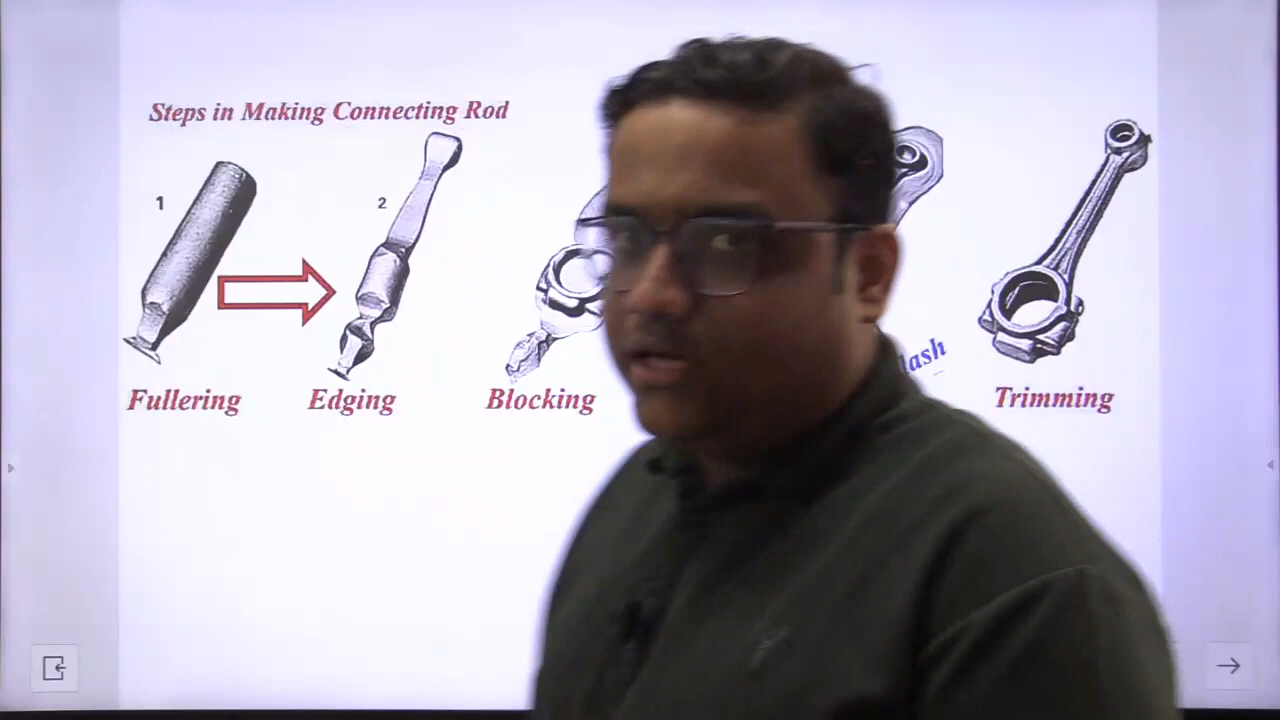 Steps in Making Connecting Rod
1
2
Fullering
Edging
Blocking
Trimming